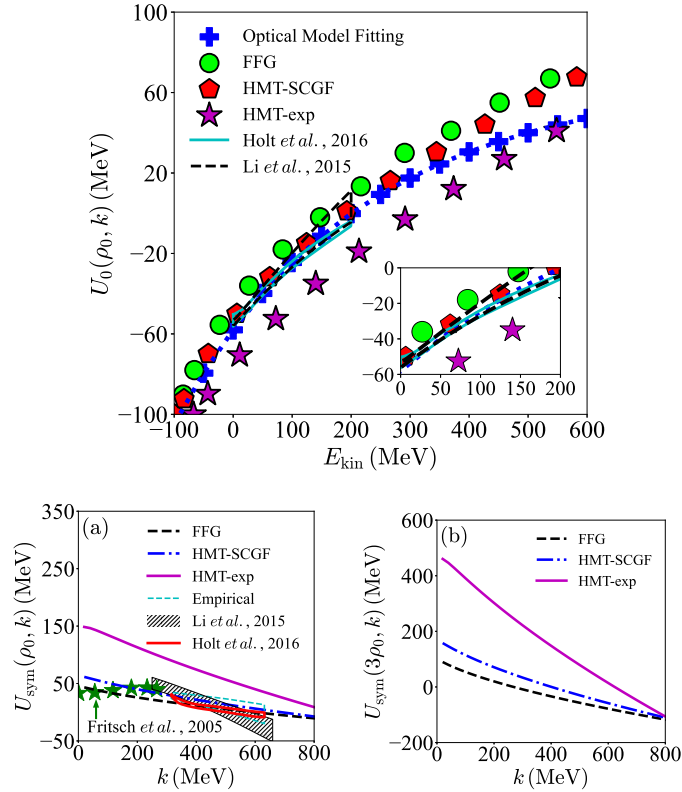 100
60
20
−20
−60
−100
U₀(ρ₀, k) (MeV)
Optical Model Fitting
FFG
HMT-SCGF
HMT-exp
Holt et al., 2016
Li et al., 2015
0
−20
−40
−60
0 50 100 150 200
−100 0 100 200 300 400 500 600
E_kin (MeV)
350
250
150
50
−50
U_sym(ρ₀, k) (MeV)
(a)
FFG
HMT-SCGF
HMT-exp
Empirical
Li et al., 2015
Holt et al., 2016
Fritsch et al., 2005
0 200 400 600 800
k (MeV)
600
400
200
0
−200
U_sym(3ρ₀, k) (MeV)
(b)
FFG
HMT-SCGF
HMT-exp
0 200 400 600 800
k (MeV)